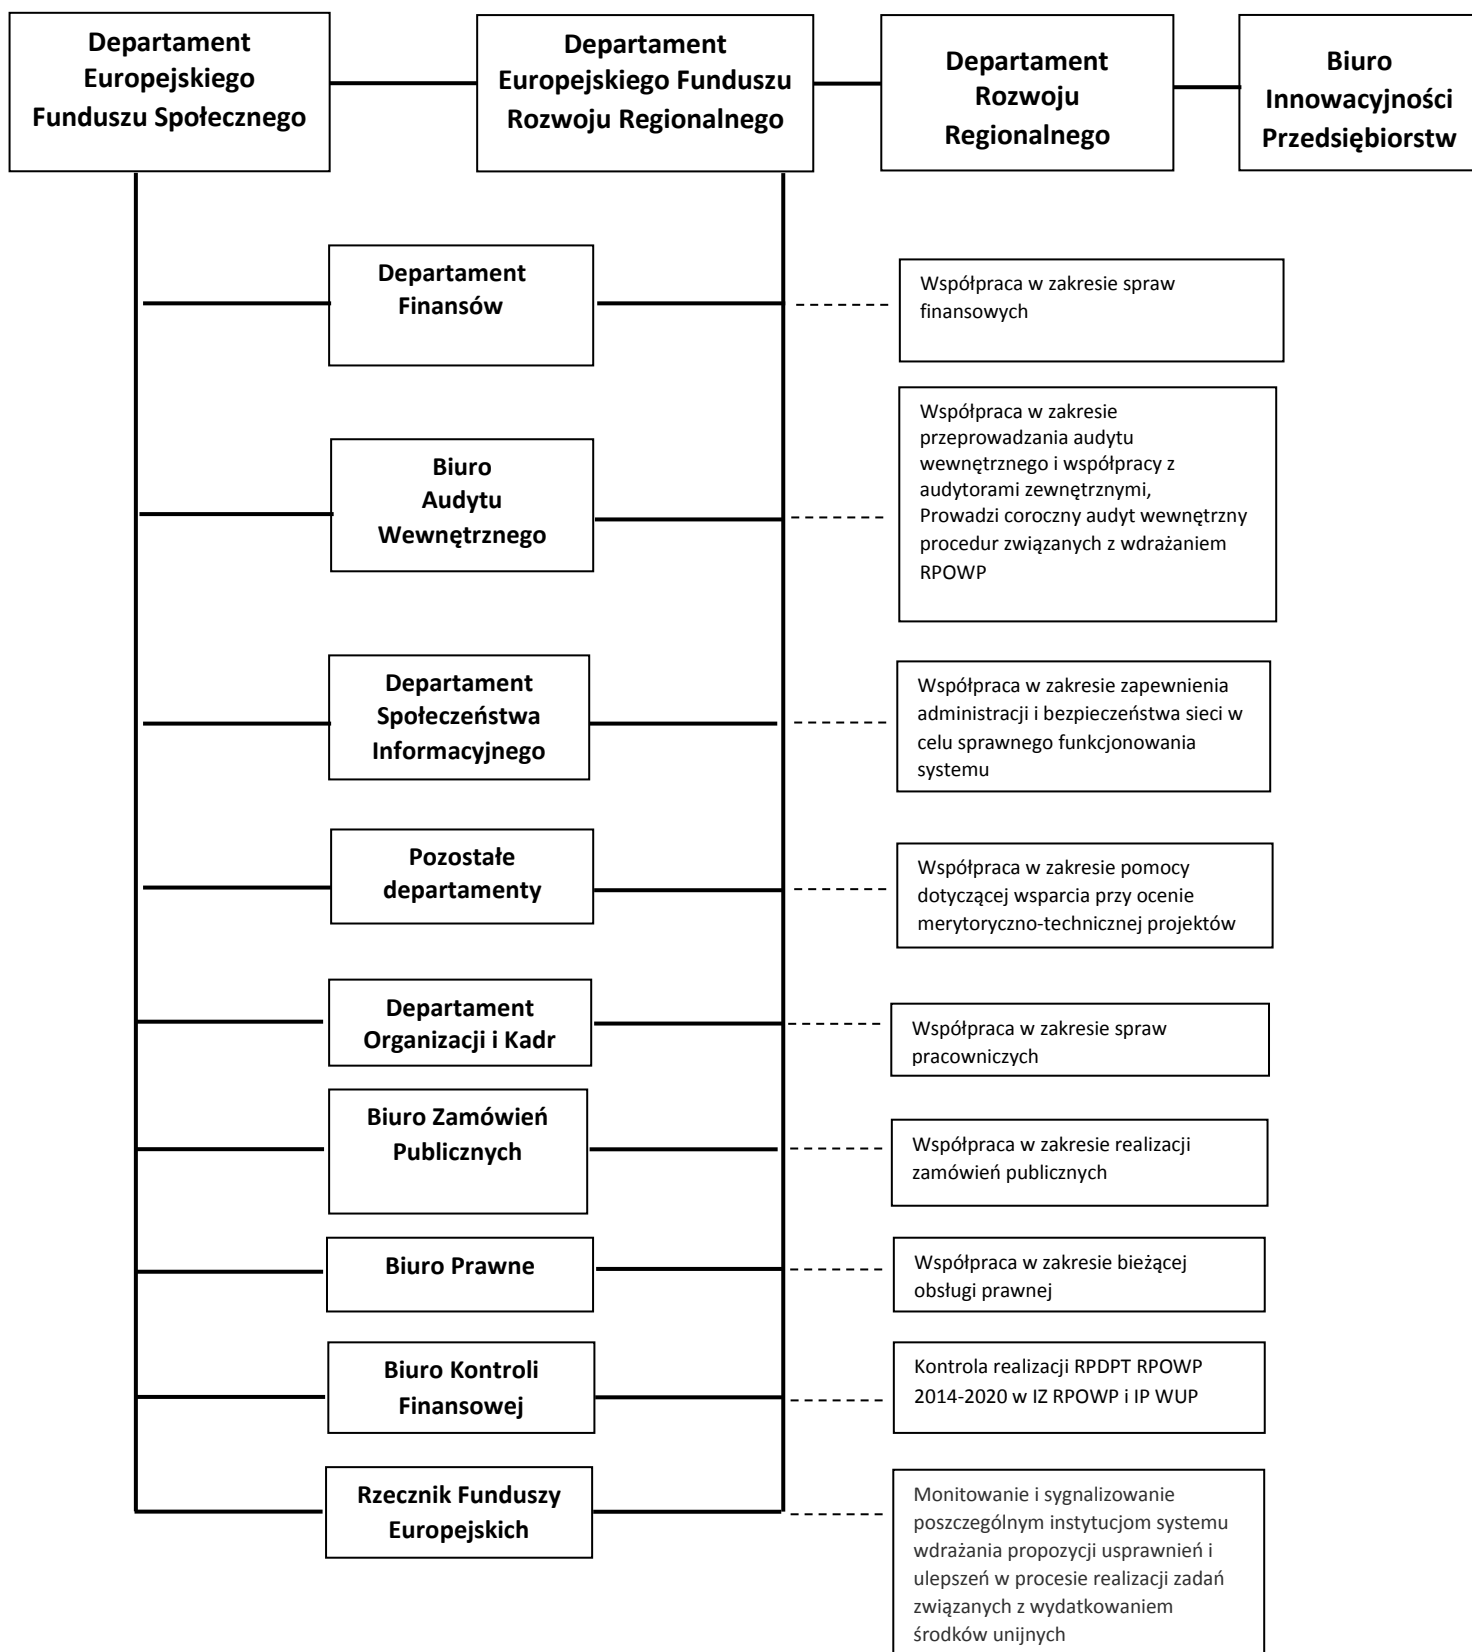 Departament
Europejskiego
Funduszu Społecznego
Departament
Europejskiego Funduszu
Rozwoju Regionalnego
Departament
Rozwoju
Regionalnego
Biuro
Innowacyjności
Przedsiębiorstw
Departament
Finansów
Współpraca w zakresie spraw
finansowych
Biuro
Audytu
Wewnętrznego
Współpraca w zakresie
przeprowadzania audytu
wewnętrznego i współpracy z
audytorami zewnętrznymi,
Prowadzi coroczny audyt wewnętrzny
procedur związanych z wdrażaniem
RPOWP
Departament
Społeczeństwa
Informacyjnego
Współpraca w zakresie zapewnienia
administracji i bezpieczeństwa sieci w
celu sprawnego funkcjonowania
systemu
Pozostałe
departamenty
Współpraca w zakresie pomocy
dotyczącej wsparcia przy ocenie
merytoryczno-technicznej projektów
Departament
Organizacji i Kadr
Współpraca w zakresie spraw
pracowniczych
Biuro Zamówień
Publicznych
Współpraca w zakresie realizacji
zamówień publicznych
Biuro Prawne
Współpraca w zakresie bieżącej
obsługi prawnej
Biuro Kontroli
Finansowej
Kontrola realizacji RPDPT RPOWP
2014-2020 w IZ RPOWP i IP WUP
Rzecznik Funduszy
Europejskich
Monitowanie i sygnalizowanie
poszczególnym instytucjom systemu
wdrażania propozycji usprawnień i
ulepszeń w procesie realizacji zadań
związanych z wydatkowaniem
środków unijnych